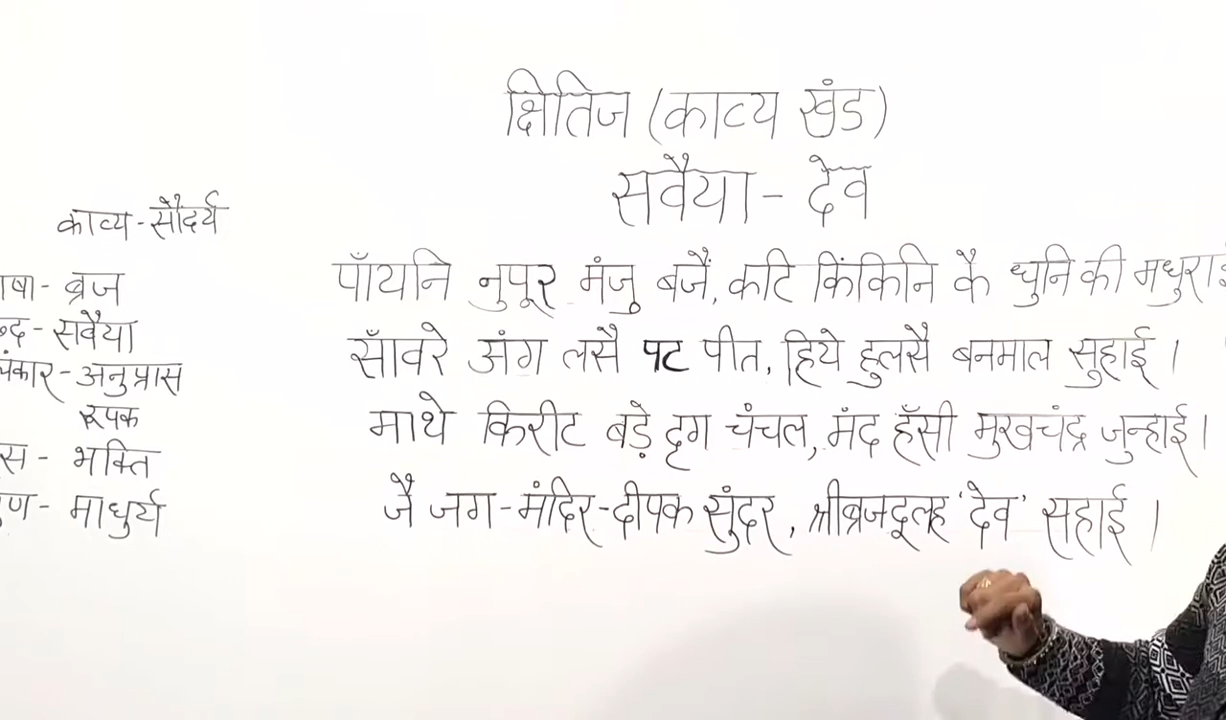 क्षितिज (काव्य खंड)
सवैया - देव
काव्य - सौंदर्य
षा - ब्रज
द - सवैया
ंकार - अनुप्रास
रूपक
स - भक्ति
ण - माधुर्य
पाँयनि नुपूर मंजु बजैं, कटि किंकिनि कै धुनि की मधुराई
साँवरे अंग लसै पट पीत, हिये हुलसै बनमाल सुहाई ।
माथे किरीट बड़े दृग चंचल, मंद हँसी मुखचंद्र जुन्हाई ।
जै जग-मंदिर-दीपक सुंदर, श्रीब्रजदूलह 'देव' सहाई ।